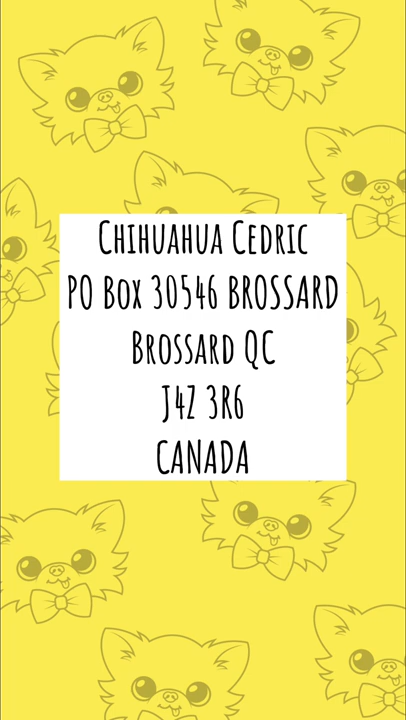 Chihuahua Cedric
PO Box 30546 BROSSARD
Brossard QC
J4Z 3R6
CANADA